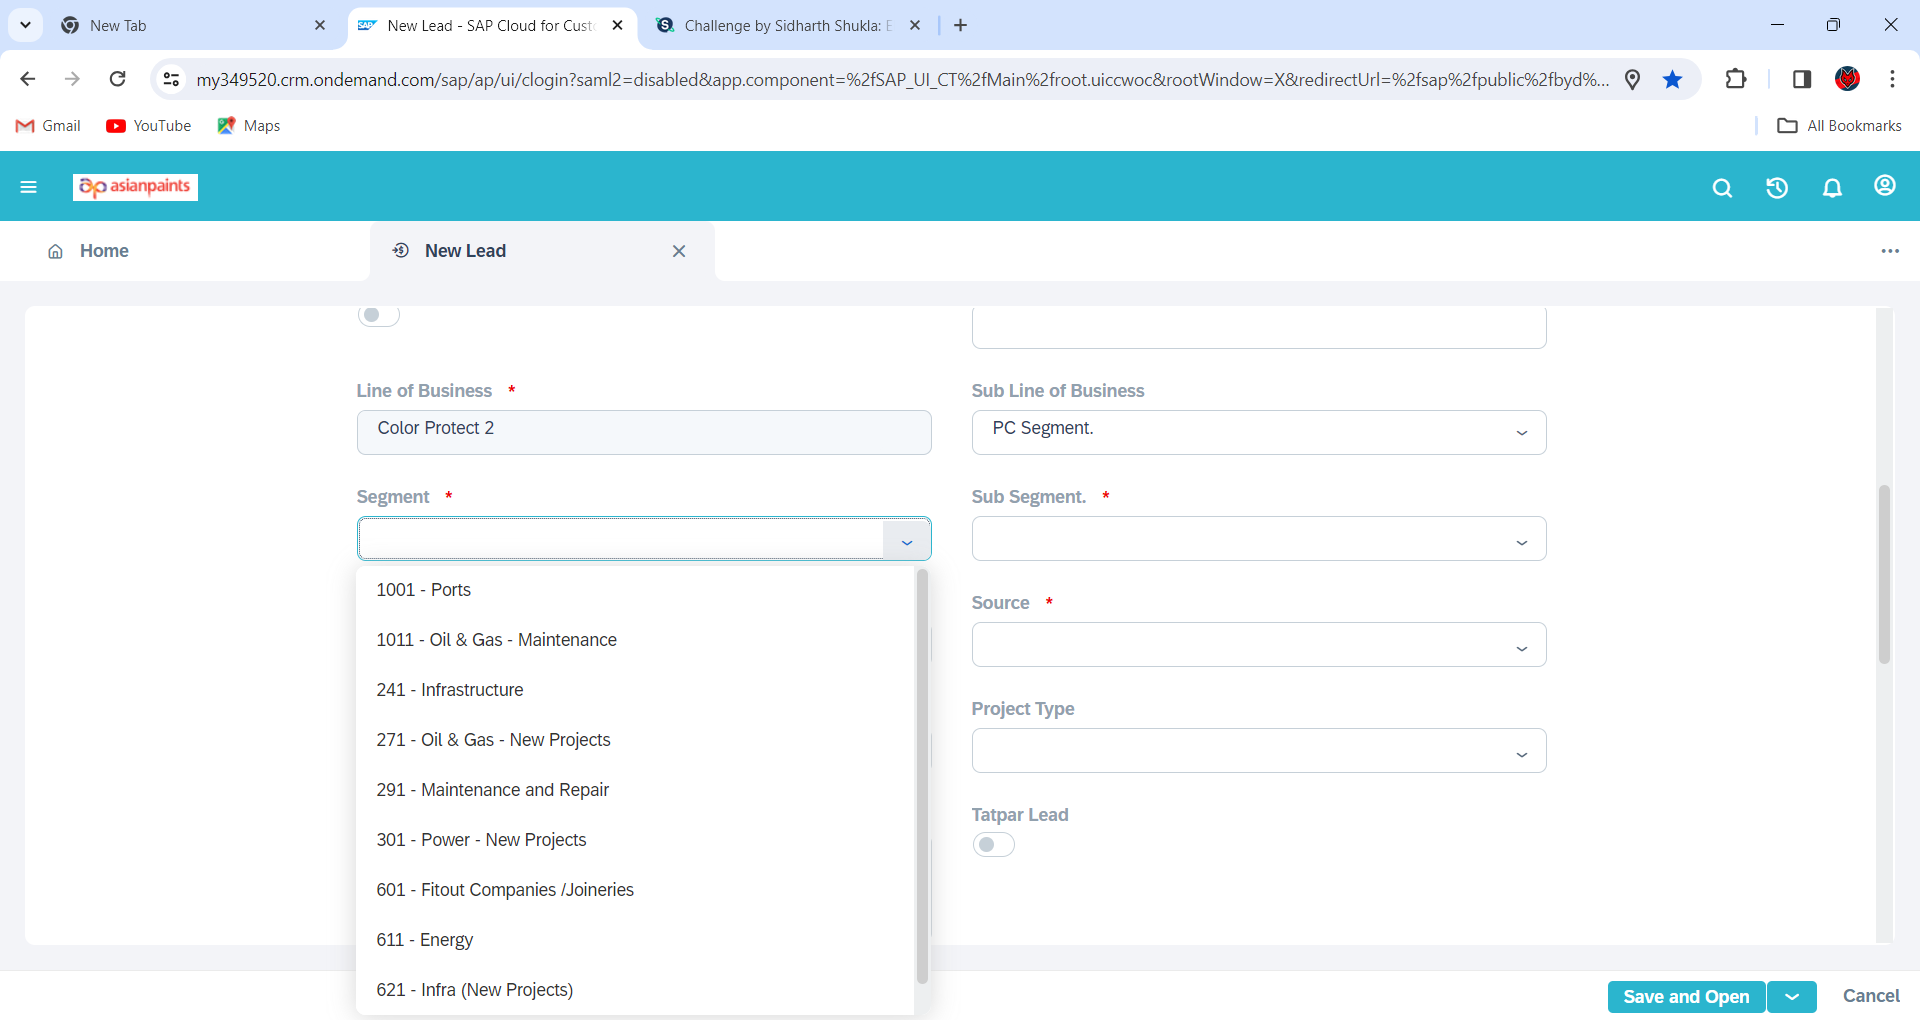 New Tab
New Lead - SAP Cloud for Custo
Challenge by Sidharth Shukla: E
my349520.crm.ondemand.com/sap/ap/ui/clogin?saml2=disabled&app.component=%2fSAP_UI_CT%2fMain%2froot.uiccwoc&rootWindow=X&redirectUrl=%2fsap%2fpublic%2fbyd%...
Gmail
YouTube
Maps
All Bookmarks
asianpaints
Home
New Lead
Line of Business *
Sub Line of Business
Color Protect 2
PC Segment.
Segment *
Sub Segment. *
1001 - Ports
Source *
1011 - Oil & Gas - Maintenance
241 - Infrastructure
Project Type
271 - Oil & Gas - New Projects
291 - Maintenance and Repair
Tatpar Lead
301 - Power - New Projects
601 - Fitout Companies /Joineries
611 - Energy
621 - Infra (New Projects)
Save and Open
Cancel